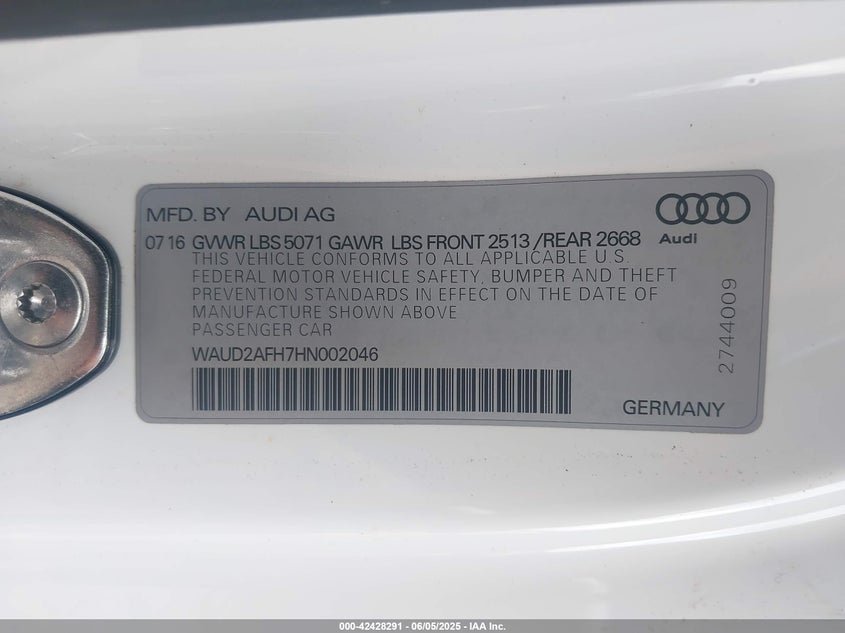 MFD. BY AUDI AG
0716 GVWR LBS 5071 GAWR LBS FRONT 2513 /REAR 2668
Audi
THIS VEHICLE CONFORMS TO ALL APPLICABLE U.S.
FEDERAL MOTOR VEHICLE SAFETY, BUMPER AND THEFT
PREVENTION STANDARDS IN EFFECT ON THE DATE OF
MANUFACTURE SHOWN ABOVE
PASSENGER CAR
WAUD2AFH7HN002046
2744009
GERMANY
000-42428291 - 06/05/2025 - IAA Inc.